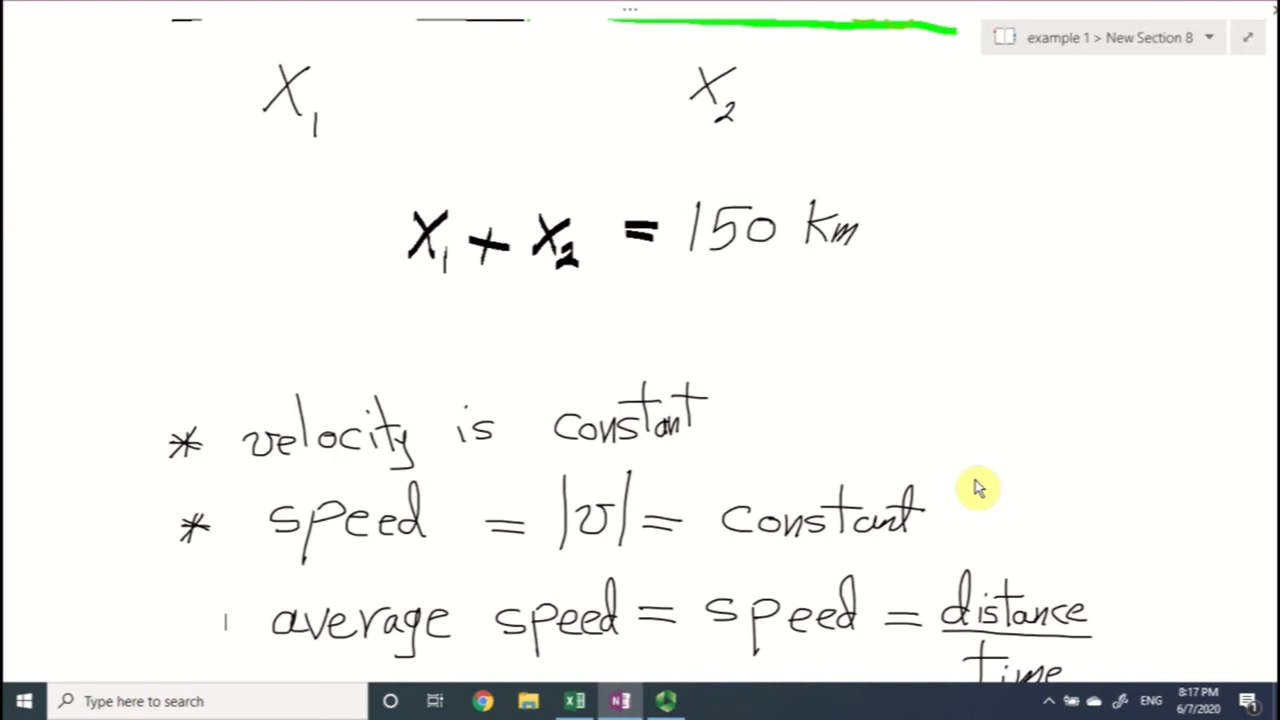 ...
example 1 > New Section 8
X₁ X₂
X₁ + X₂ = 150 km
* velocity is constant
* speed = |v| = constant
average speed = speed = distance / time
Type here to search
ENG
8:17 PM
6/7/2020
1